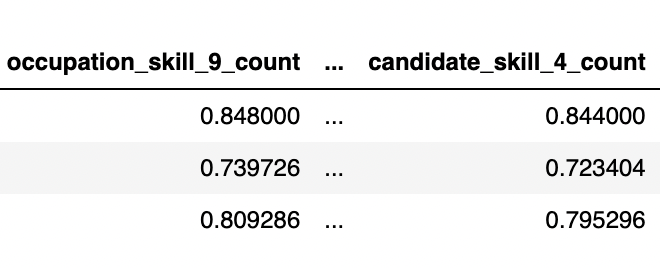 occupation_skill_9_count ... candidate_skill_4_count
0.848000 ... 0.844000
0.739726 ... 0.723404
0.809286 ... 0.795296